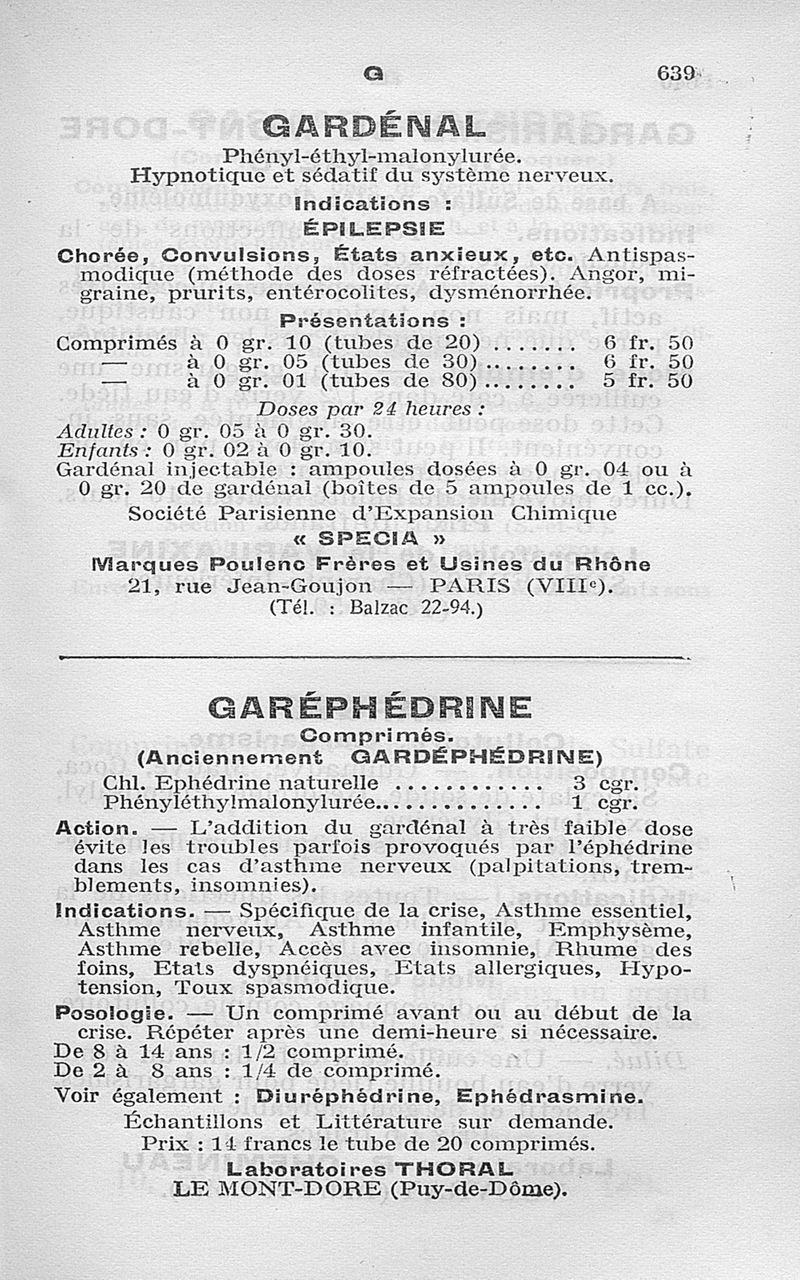 G 639
GARDÉNAL
Phényl-éthyl-malonylurée.
Hypnotique et sédatif du système nerveux.
Indications :
ÉPILEPSIE
Chorée, Convulsions, États anxieux, etc. Antispas-
modique (méthode des doses réfractées). Angor, mi-
graine, prurits, entérocolites, dysménorrhée.
Présentations :
Comprimés à 0 gr. 10 (tubes de 20) ........ 6 fr. 50
— à 0 gr. 05 (tubes de 30) ......... 6 fr. 50
— à 0 gr. 01 (tubes de 80) ......... 5 fr. 50
Doses par 24 heures :
Adultes : 0 gr. 05 à 0 gr. 30.
Enfants : 0 gr. 02 à 0 gr. 10.
Gardénal injectable : ampoules dosées à 0 gr. 04 ou à
0 gr. 20 de gardénal (boîtes de 5 ampoules de 1 cc.).
Société Parisienne d'Expansion Chimique
« SPECIA »
Marques Poulenc Frères et Usines du Rhône
21, rue Jean-Goujon — PARIS (VIIIe).
(Tél. : Balzac 22-94.)
GARÉPHÉDRINE
Comprimés.
(Anciennement GARDÉPHÉDRINE)
Chl. Ephédrine naturelle ............ 3 cgr.
Phényléthylmalonylurée.............. 1 cgr.
Action. — L'addition du gardénal à très faible dose
évite les troubles parfois provoqués par l'éphédrine
dans les cas d'asthme nerveux (palpitations, trem-
blements, insomnies).
Indications. — Spécifique de la crise, Asthme essentiel,
Asthme nerveux, Asthme infantile, Emphysème,
Asthme rebelle, Accès avec insomnie, Rhume des
foins, Etats dyspnéiques, Etats allergiques, Hypo-
tension, Toux spasmodique.
Posologie. — Un comprimé avant ou au début de la
crise. Répéter après une demi-heure si nécessaire.
De 8 à 14 ans : 1/2 comprimé.
De 2 à 8 ans : 1/4 de comprimé.
Voir également : Diuréphédrine, Ephédrasmine.
Échantillons et Littérature sur demande.
Prix : 14 francs le tube de 20 comprimés.
Laboratoires THORAL
LE MONT-DORE (Puy-de-Dôme).